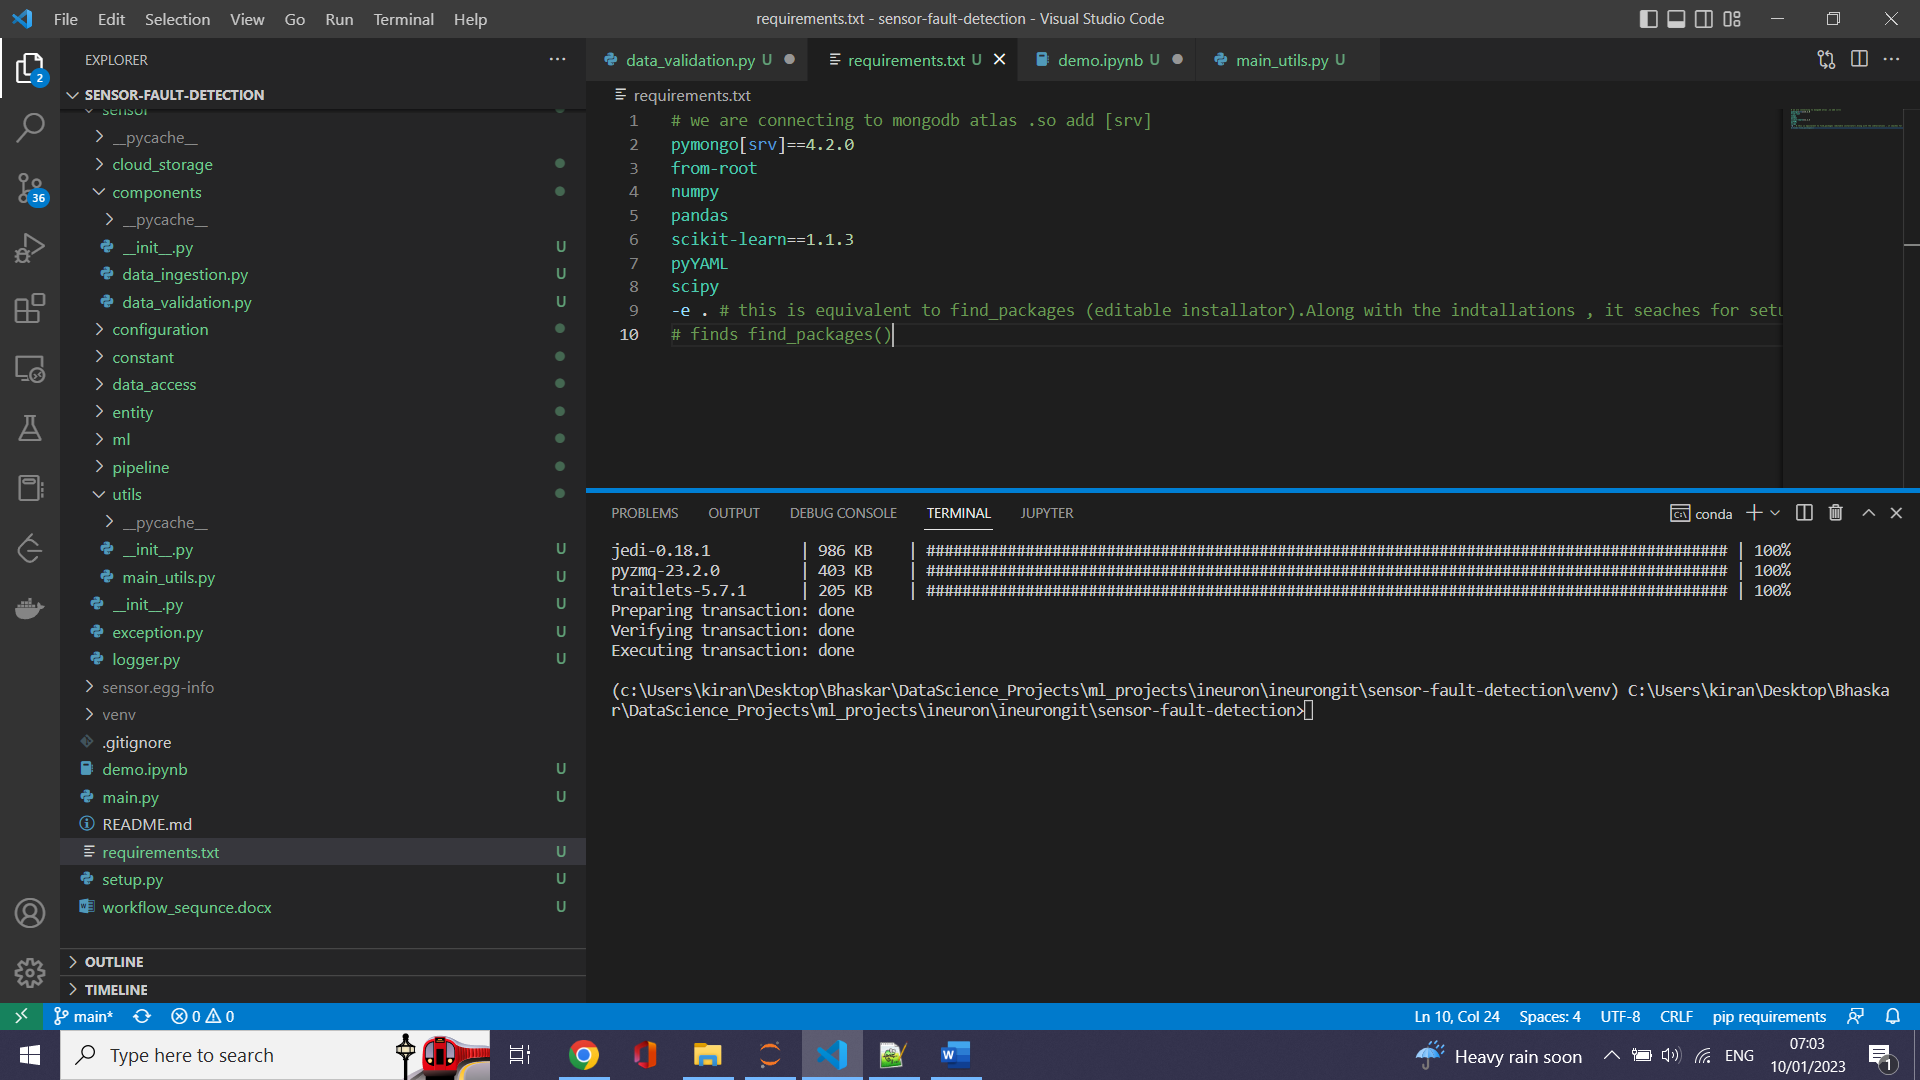 File Edit Selection View Go Run Terminal Help
requirements.txt - sensor-fault-detection - Visual Studio Code
EXPLORER
SENSOR-FAULT-DETECTION
sensor
__pycache__
cloud_storage
components
__pycache__
__init__.py U
data_ingestion.py U
data_validation.py U
configuration
constant
data_access
entity
ml
pipeline
utils
__pycache__
__init__.py U
main_utils.py U
__init__.py U
exception.py U
logger.py U
sensor.egg-info
venv
.gitignore
demo.ipynb U
main.py U
README.md
requirements.txt U
setup.py U
workflow_sequnce.docx U
OUTLINE
TIMELINE
2
36
data_validation.py U
requirements.txt U
demo.ipynb U
main_utils.py U
requirements.txt
1 # we are connecting to mongodb atlas .so add [srv]
2 pymongo[srv]==4.2.0
3 from-root
4 numpy
5 pandas
6 scikit-learn==1.1.3
7 pyYAML
8 scipy
9 -e . # this is equivalent to find_packages (editable installator).Along with the indtallations , it seaches for setu
10 # finds find_packages()
PROBLEMS OUTPUT DEBUG CONSOLE TERMINAL JUPYTER
conda
jedi-0.18.1 | 986 KB | ################################################################################# | 100%
pyzmq-23.2.0 | 403 KB | ################################################################################# | 100%
traitlets-5.7.1 | 205 KB | ################################################################################# | 100%
Preparing transaction: done
Verifying transaction: done
Executing transaction: done
(c:\Users\kiran\Desktop\Bhaskar\DataScience_Projects\ml_projects\ineuron\ineurongit\sensor-fault-detection\venv) C:\Users\kiran\Desktop\Bhaska
r\DataScience_Projects\ml_projects\ineuron\ineurongit\sensor-fault-detection>
main* 0 0
Ln 10, Col 24 Spaces: 4 UTF-8 CRLF pip requirements
Type here to search
Heavy rain soon
ENG
07:03
10/01/2023
1